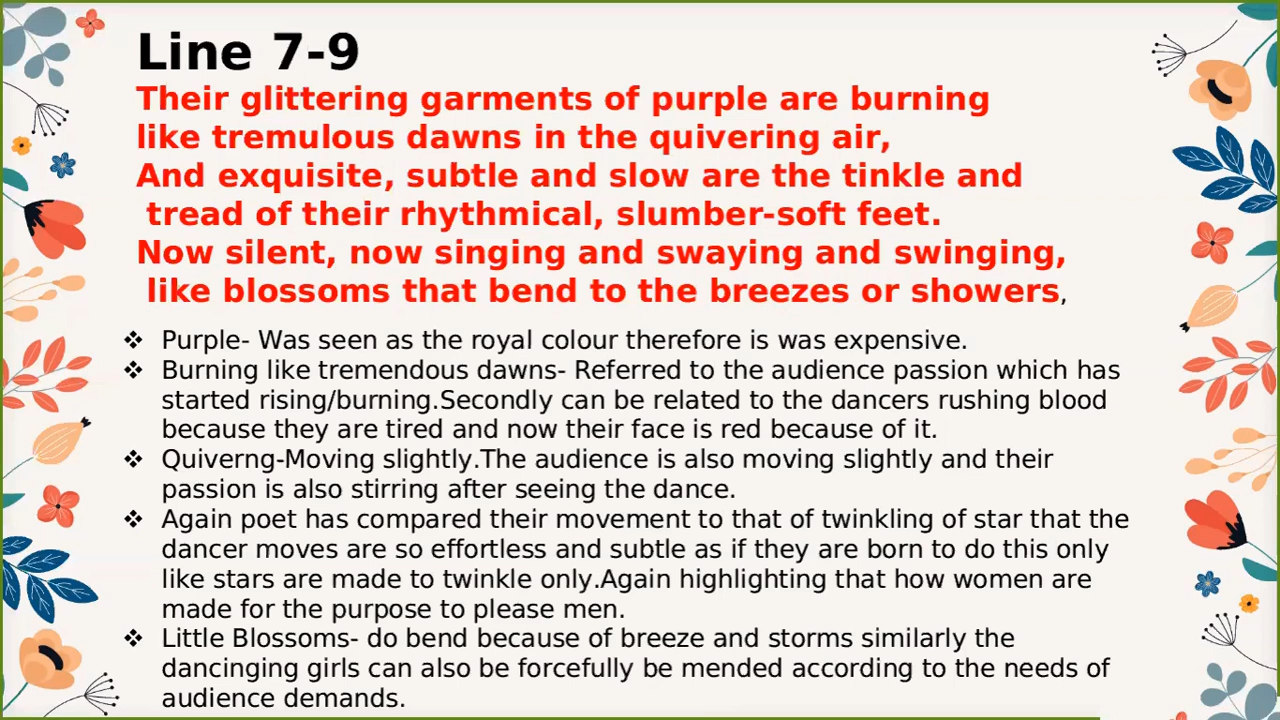 Line 7-9
Their glittering garments of purple are burning
like tremulous dawns in the quivering air,
And exquisite, subtle and slow are the tinkle and
tread of their rhythmical, slumber-soft feet.
Now silent, now singing and swaying and swinging,
like blossoms that bend to the breezes or showers,
❖ Purple- Was seen as the royal colour therefore is was expensive.
❖ Burning like tremendous dawns- Referred to the audience passion which has
started rising/burning.Secondly can be related to the dancers rushing blood
because they are tired and now their face is red because of it.
❖ Quiverng-Moving slightly.The audience is also moving slightly and their
passion is also stirring after seeing the dance.
❖ Again poet has compared their movement to that of twinkling of star that the
dancer moves are so effortless and subtle as if they are born to do this only
like stars are made to twinkle only.Again highlighting that how women are
made for the purpose to please men.
❖ Little Blossoms- do bend because of breeze and storms similarly the
dancinging girls can also be forcefully be mended according to the needs of
audience demands.